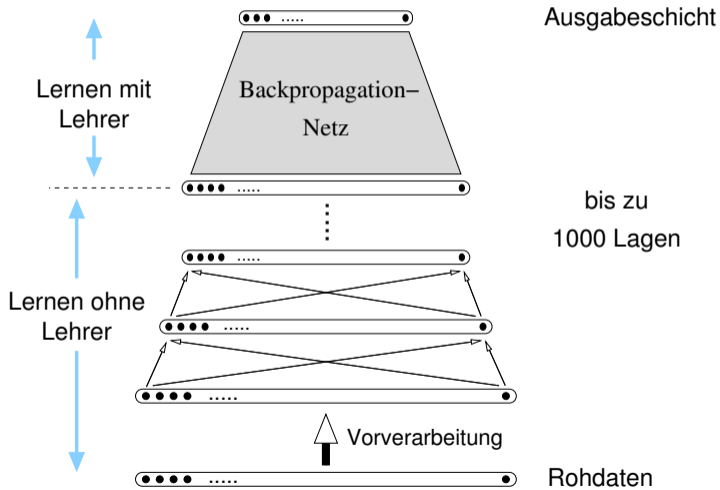 Ausgabeschicht
.....
Lernen mit
Lehrer
Backpropagation–
Netz
.....
bis zu
1000 Lagen
.....
Lernen ohne
Lehrer
.....
.....
Vorverarbeitung
.....
Rohdaten